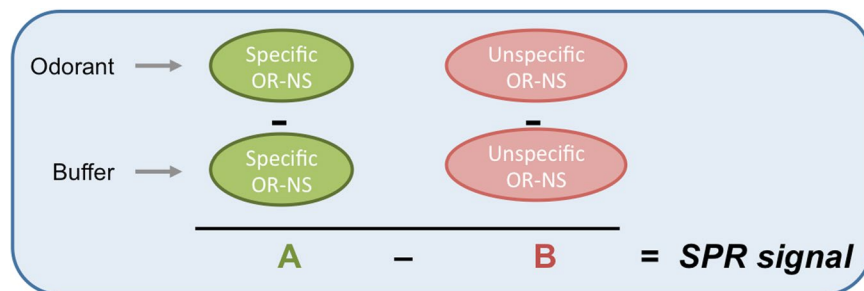 Odorant
Specific
OR-NS
Unspecific
OR-NS
-
-
Buffer
Specific
OR-NS
Unspecific
OR-NS
A – B = SPR signal